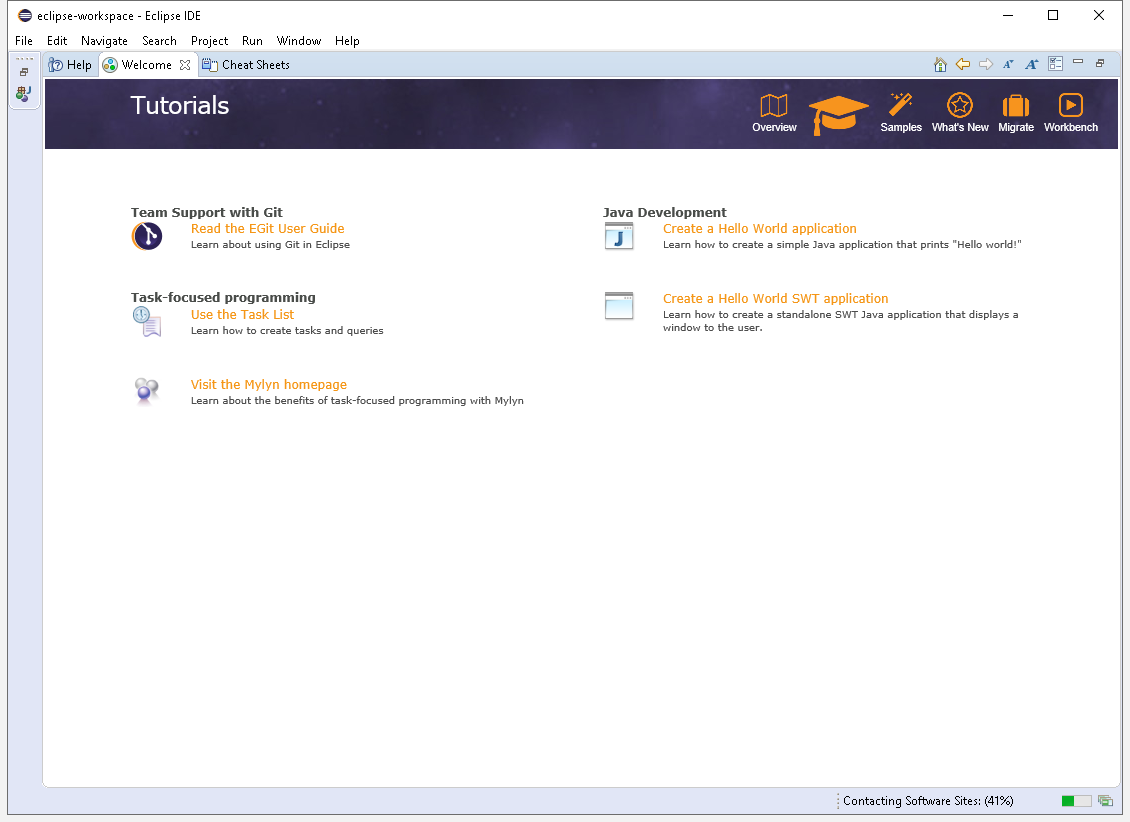 eclipse-workspace - Eclipse IDE
File Edit Navigate Search Project Run Window Help
Help Welcome Cheat Sheets
Tutorials
Overview Samples What's New Migrate Workbench
Team Support with Git
Read the EGit User Guide
Learn about using Git in Eclipse
Task-focused programming
Use the Task List
Learn how to create tasks and queries
Visit the Mylyn homepage
Learn about the benefits of task-focused programming with Mylyn
Java Development
Create a Hello World application
Learn how to create a simple Java application that prints "Hello world!"
Create a Hello World SWT application
Learn how to create a standalone SWT Java application that displays a
window to the user.
Contacting Software Sites: (41%)